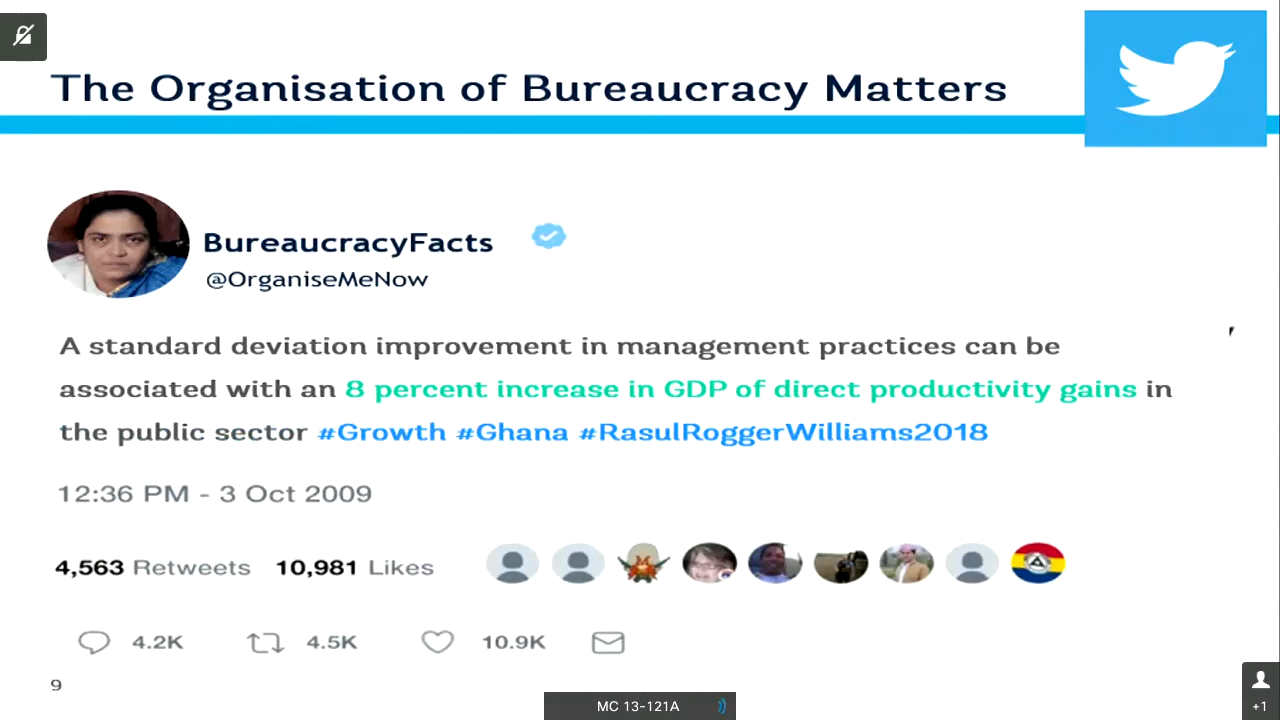 The Organisation of Bureaucracy Matters
BureaucracyFacts
@OrganiseMeNow
A standard deviation improvement in management practices can be
associated with an 8 percent increase in GDP of direct productivity gains in
the public sector #Growth #Ghana #RasulRoggerWilliams2018
12:36 PM - 3 Oct 2009
4,563 Retweets 10,981 Likes
4.2K 4.5K 10.9K
9
MC 13-121A
+1